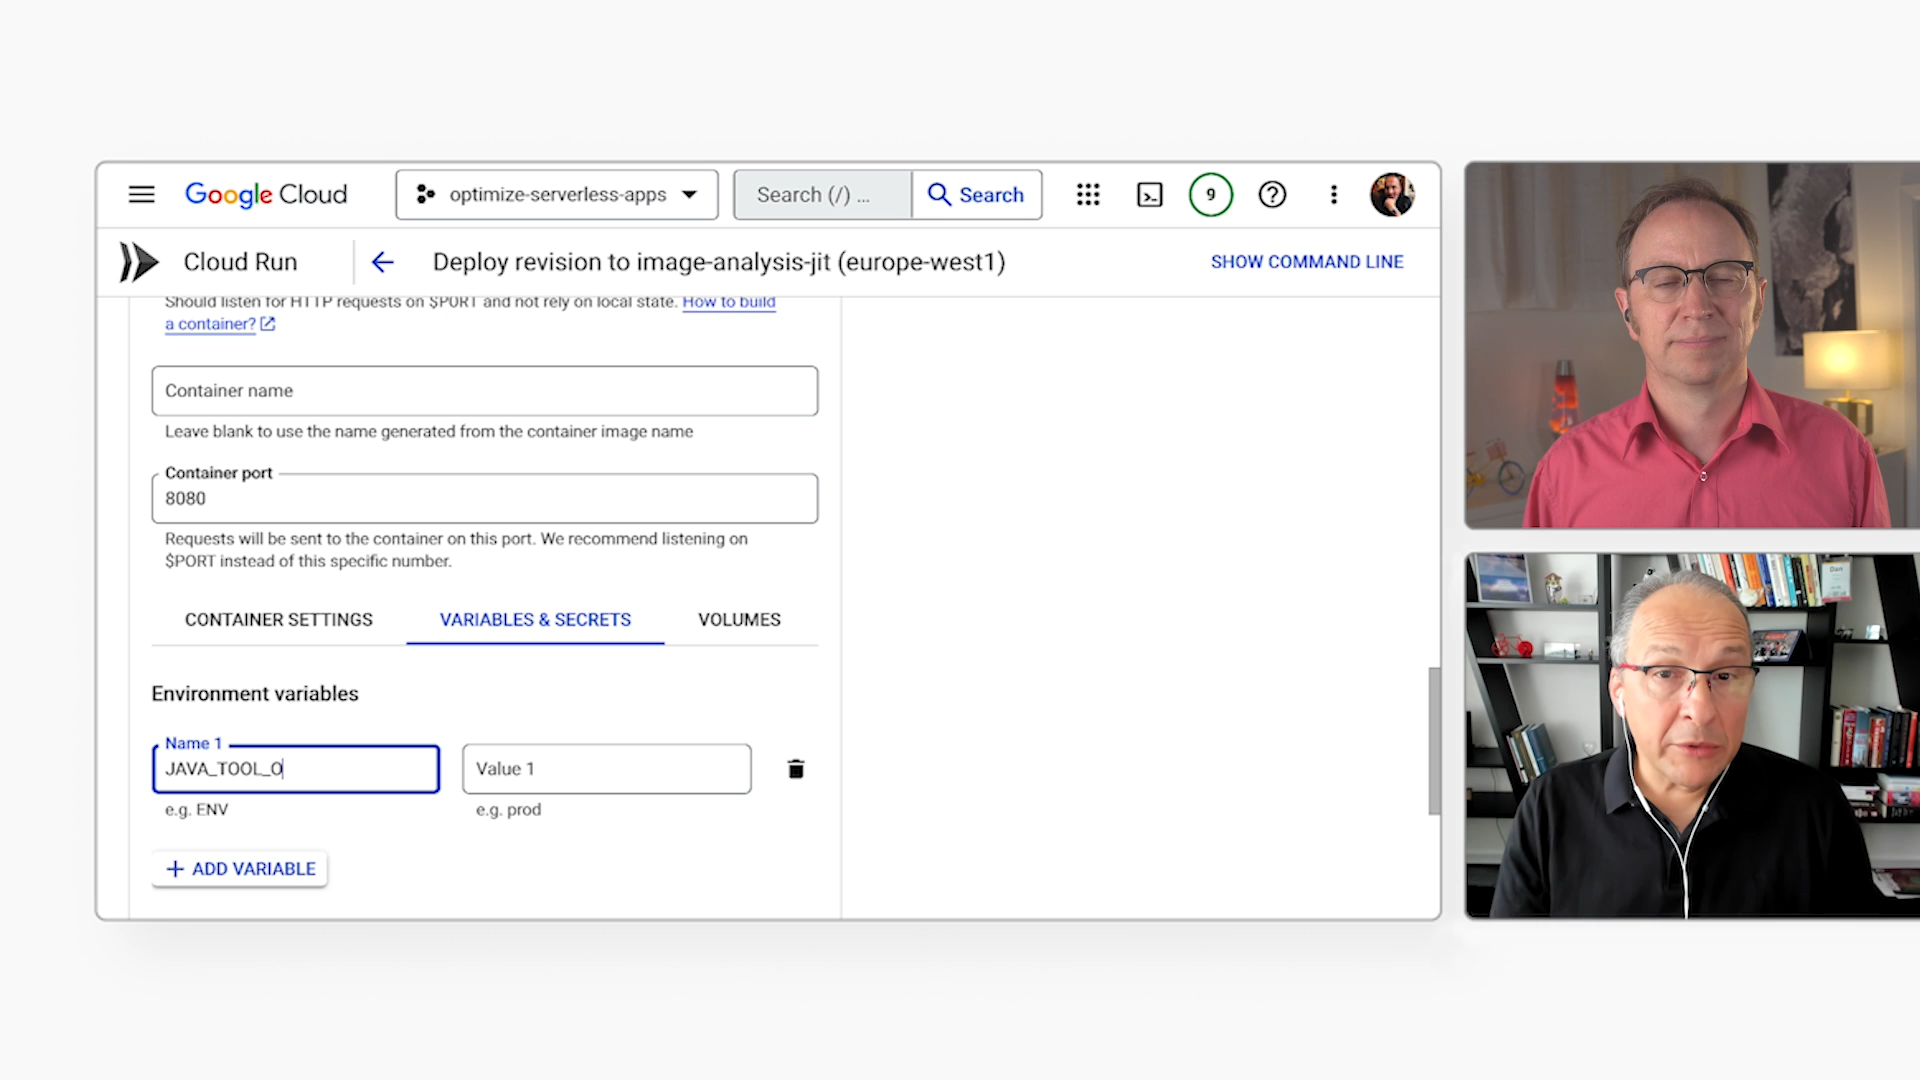 Google Cloud
optimize-serverless-apps
Search (/) ...
Search
9
Cloud Run
Deploy revision to image-analysis-jit (europe-west1)
SHOW COMMAND LINE
Should listen for HTTP requests on $PORT and not rely on local state. How to build
a container?
Container name
Leave blank to use the name generated from the container image name
Container port
8080
Requests will be sent to the container on this port. We recommend listening on
$PORT instead of this specific number.
CONTAINER SETTINGS
VARIABLES & SECRETS
VOLUMES
Environment variables
Name 1
JAVA_TOOL_O
Value 1
e.g. ENV
e.g. prod
ADD VARIABLE
Dan